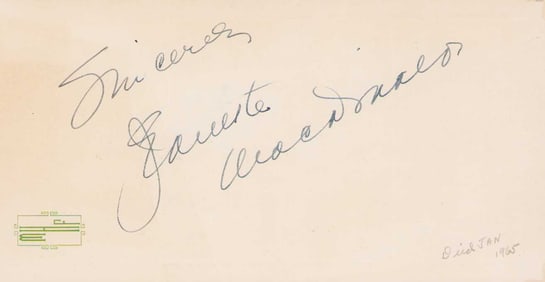 Sincerely
Jeanette
MacDonald
Died JAN
1965